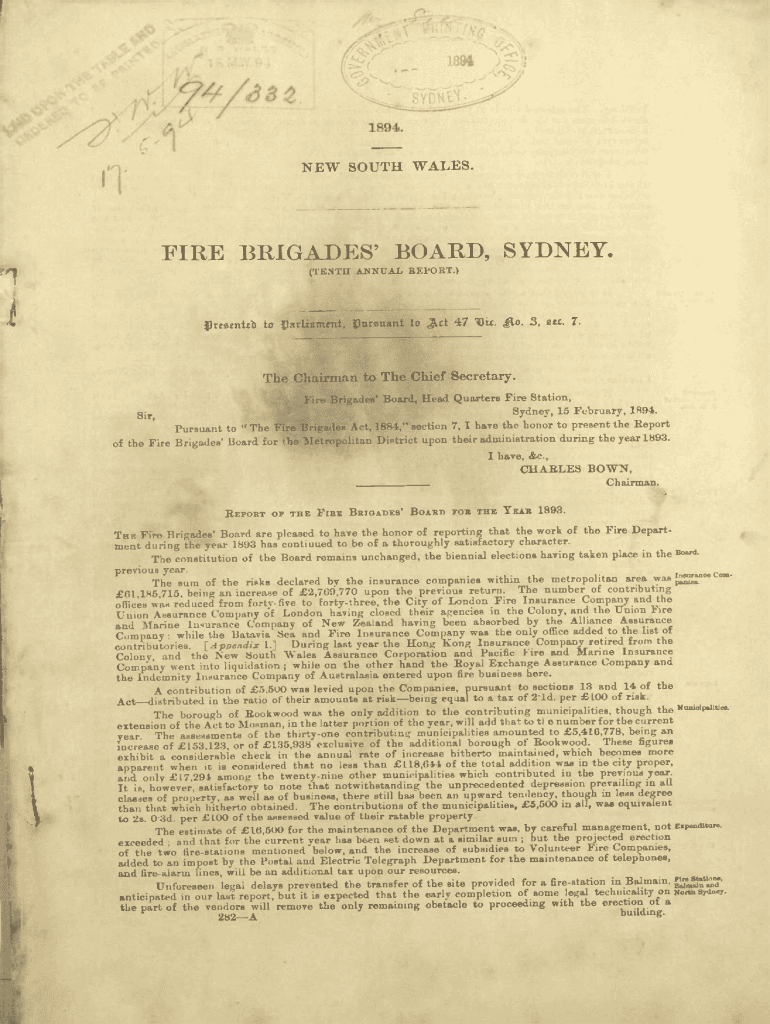 LAID UPON THE TABLE AND
ORDERED TO BE PRINTED
15 MAY 94
94/332
17.5.94
GOVERNMENT PRINTING OFFICE,
1894
SYDNEY.
1894.
NEW SOUTH WALES.
FIRE BRIGADES' BOARD, SYDNEY.
(TENTH ANNUAL REPORT.)
Presented to Parliament, Pursuant to Act 47 Vic. No. 3, sec. 7.
The Chairman to The Chief Secretary.
Fire Brigades' Board, Head Quarters Fire Station,
Sir, Sydney, 15 February, 1894.
Pursuant to "The Fire Brigades Act, 1884," section 7, I have the honor to present the Report
of the Fire Brigades' Board for the Metropolitan District upon their administration during the year 1893.
I have, &c.,
CHARLES BOWN,
Chairman.
REPORT OF THE FIRE BRIGADES' BOARD FOR THE YEAR 1893.
THE Fire Brigades' Board are pleased to have the honor of reporting that the work of the Fire Depart-
ment during the year 1893 has continued to be of a thoroughly satisfactory character.
The constitution of the Board remains unchanged, the biennial elections having taken place in the Board.
previous year.
The sum of the risks declared by the insurance companies within the metropolitan area was Insurance Com-
£61,185,715, being an increase of £2,769,770 upon the previous return. The number of contributing panies.
offices was reduced from forty-five to forty-three, the City of London Fire Insurance Company and the
Union Assurance Company of London having closed their agencies in the Colony, and the Union Fire
and Marine Insurance Company of New Zealand having been absorbed by the Alliance Assurance
Company: while the Batavia Sea and Fire Insurance Company was the only office added to the list of
contributories. [Appendix 1.] During last year the Hong Kong Insurance Company retired from the
Colony, and the New South Wales Assurance Corporation and Pacific Fire and Marine Insurance
Company went into liquidation; while on the other hand the Royal Exchange Assurance Company and
the Indemnity Insurance Company of Australasia entered upon fire business here.
A contribution of £5,500 was levied upon the Companies, pursuant to sections 13 and 14 of the
Act—distributed in the ratio of their amounts at risk—being equal to a tax of 2·1d. per £100 of risk.
The borough of Rookwood was the only addition to the contributing municipalities, though the Municipalities.
extension of the Act to Mosman, in the latter portion of the year, will add that to the number for the current
year. The assessments of the thirty-one contributing municipalities amounted to £5,416,778, being an
increase of £153,123, or of £135,938 exclusive of the additional borough of Rookwood. These figures
exhibit a considerable check in the annual rate of increase hitherto maintained, which becomes more
apparent when it is considered that no less than £118,644 of the total addition was in the city proper,
and only £17,294 among the twenty-nine other municipalities which contributed in the previous year.
It is, however, satisfactory to note that notwithstanding the unprecedented depression prevailing in all
classes of property, as well as of business, there still has been an upward tendency, though in less degree
than that which hitherto obtained. The contributions of the municipalities, £5,500 in all, was equivalent
to 2s. 0·3d. per £100 of the assessed value of their ratable property
The estimate of £16,500 for the maintenance of the Department was, by careful management, not Expenditure.
exceeded; and that for the current year has been set down at a similar sum; but the projected erection
of the two fire-stations mentioned below, and the increase of subsidies to Volunteer Fire Companies,
added to an impost by the Postal and Electric Telegraph Department for the maintenance of telephones,
and fire-alarm lines, will be an additional tax upon our resources.
Unforeseen legal delays prevented the transfer of the site provided for a fire-station in Balmain, Fire Stations,
anticipated in our last report, but it is expected that the early completion of some legal technicality on Balmain and
the part of the vendors will remove the only remaining obstacle to proceeding with the erection of a North Sydney.
282—A building.